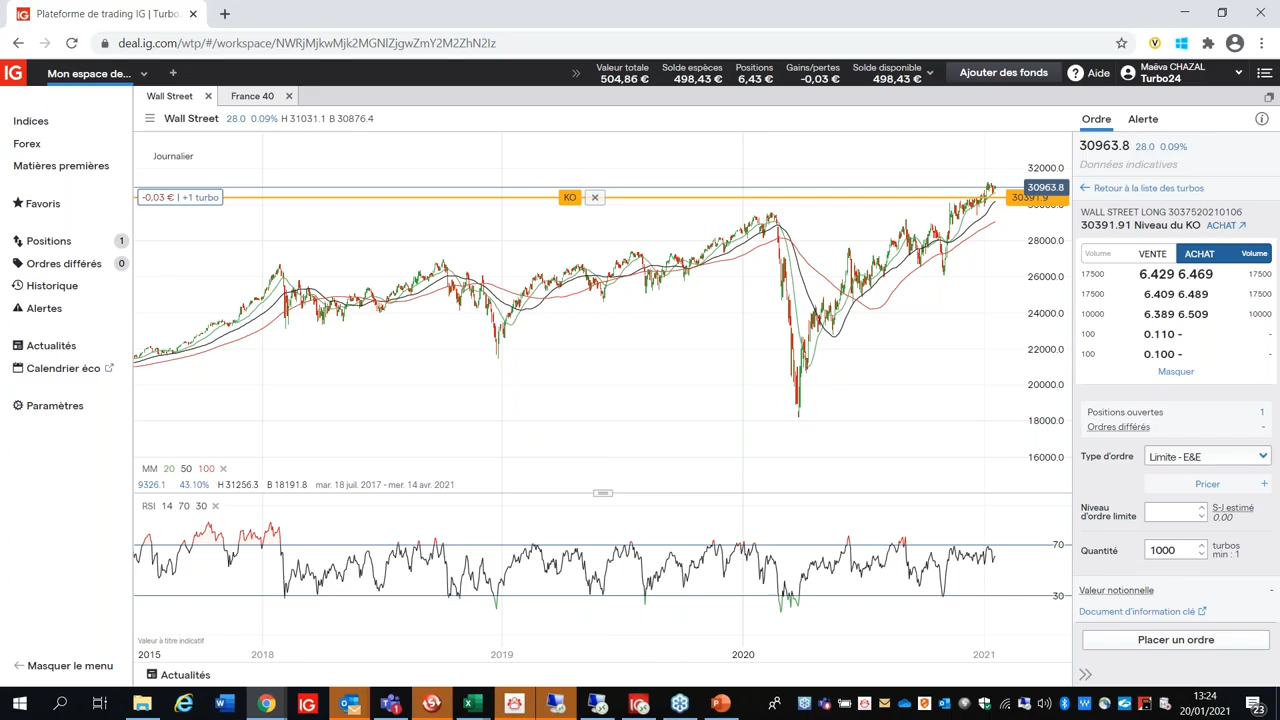 Plateforme de trading IG | Turbo
deal.ig.com/wtp/#/workspace/NWRjMjkwMjk2MGNlZjgwZmY2M2ZhN2Iz
IG
Mon espace de...
Valeur totale
504,86 €
Solde espèces
498,43 €
Positions
6,43 €
Gains/pertes
-0,03 €
Solde disponible
498,43 €
Ajouter des fonds
Aide
Maëva CHAZAL
Turbo24
Indices
Forex
Matières premières
Favoris
Positions 1
Ordres différés 0
Historique
Alertes
Actualités
Calendrier éco
Paramètres
Masquer le menu
Wall Street
France 40
Wall Street 28.0 0.09% H 31031.1 B 30876.4
Journalier
-0,03 € | +1 turbo
KO
32000.0
30963.8
30391.9
28000.0
26000.0
24000.0
22000.0
20000.0
18000.0
16000.0
MM 20 50 100
9326.1 43.10% H 31256.3 B 18191.8 mar. 18 juil. 2017 - mer. 14 avr. 2021
RSI 14 70 30
70
30
Valeur à titre indicatif
2015 2018 2019 2020 2021
Actualités
Ordre Alerte
30963.8 28.0 0.09%
Données indicatives
Retour à la liste des turbos
WALL STREET LONG 3037520210106
30391.91 Niveau du KO ACHAT
Volume VENTE ACHAT Volume
17500 6.429 6.469 17500
17500 6.409 6.489 17500
10000 6.389 6.509 10000
100 0.110 - -
100 0.100 - -
Masquer
Positions ouvertes 1
Ordres différés -
Type d'ordre Limite - E&E
Pricer +
Niveau
d'ordre limite
S-J estimé
0.00
Quantité 1000 turbos
min : 1
Valeur notionnelle -
Document d'information clé
Placer un ordre
13:24
20/01/2021
23